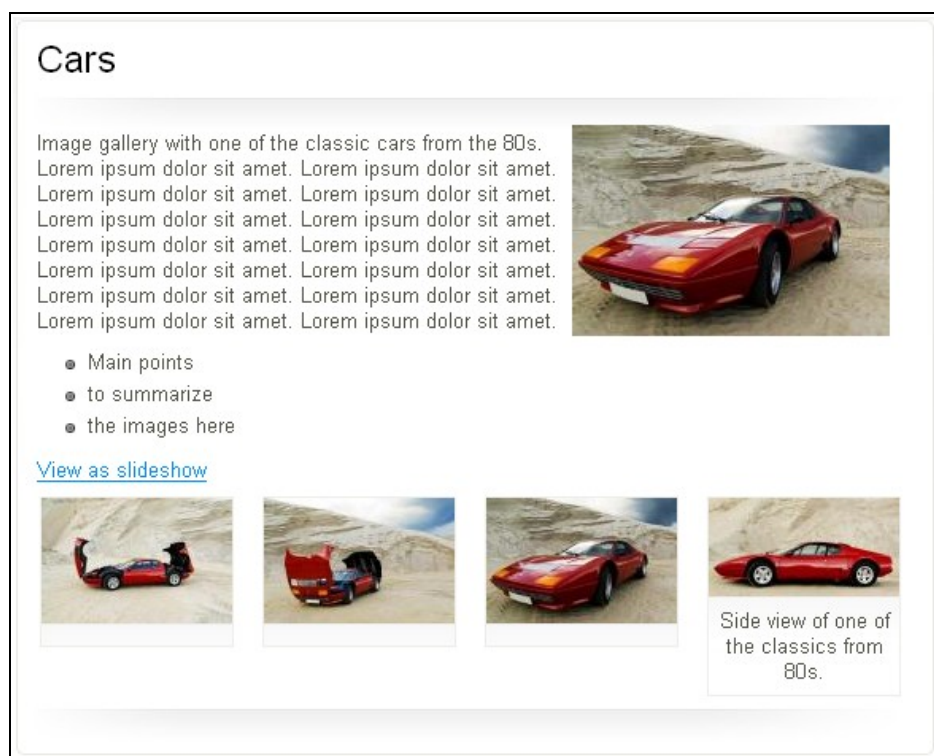 Cars
Image gallery with one of the classic cars from the 80s.
Lorem ipsum dolor sit amet. Lorem ipsum dolor sit amet.
Lorem ipsum dolor sit amet. Lorem ipsum dolor sit amet.
Lorem ipsum dolor sit amet. Lorem ipsum dolor sit amet.
Lorem ipsum dolor sit amet. Lorem ipsum dolor sit amet.
Lorem ipsum dolor sit amet. Lorem ipsum dolor sit amet.
Lorem ipsum dolor sit amet. Lorem ipsum dolor sit amet.
Lorem ipsum dolor sit amet. Lorem ipsum dolor sit amet.
Main points
to summarize
the images here
View as slideshow
Side view of one of
the classics from
80s.